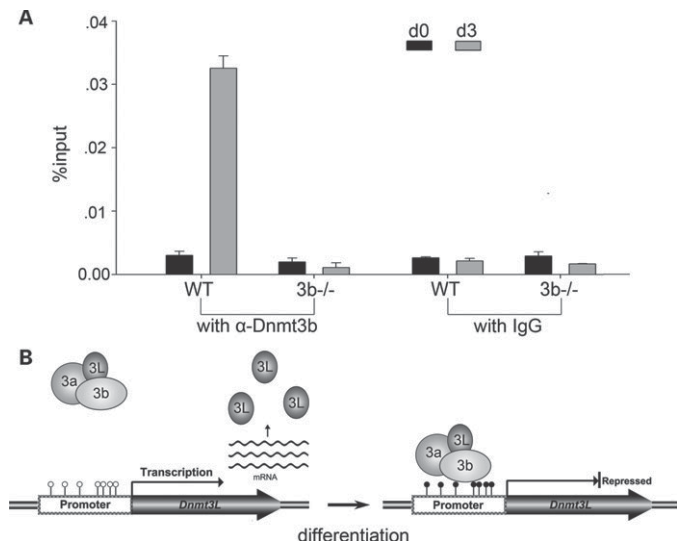 A
d0 d3
.03
.04
.02
.01
0.00
%input
WT 3b-/- WT 3b-/-
with α-Dnmt3b with IgG
B
3L
3a 3L
3b 3L 3L
mRNA
Transcription
Promoter Dnmt3L
3L
3a
3b
Repressed
Promoter Dnmt3L
differentiation